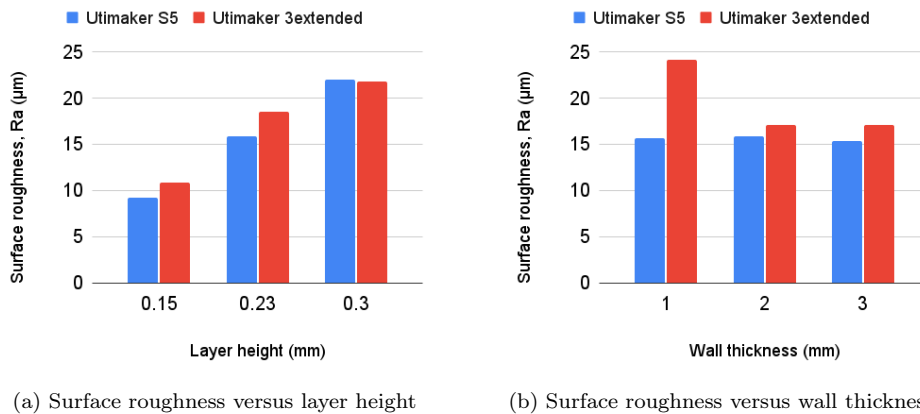 Utimaker S5 Utimaker 3extended
Surface roughness, Ra (μm)
25
20
15
10
5
0
0.15 0.23 0.3
Layer height (mm)
(a) Surface roughness versus layer height
Utimaker S5 Utimaker 3extended
Surface roughness, Ra (μm)
25
20
15
10
5
0
1 2 3
Wall thickness (mm)
(b) Surface roughness versus wall thicknes